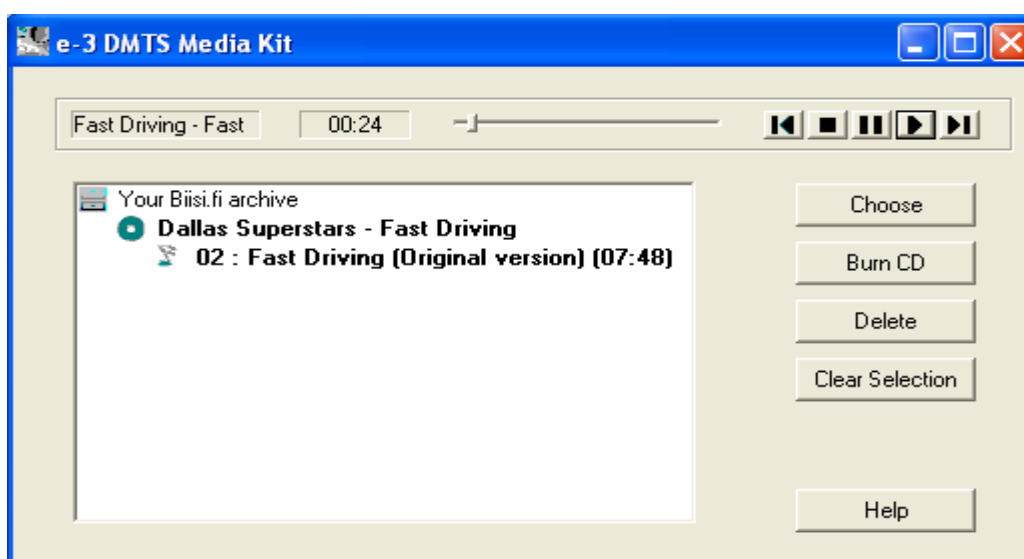 e-3 DMTS Media Kit
Fast Driving - Fast 00:24
Your Biisi.fi archive
Dallas Superstars - Fast Driving
02 : Fast Driving (Original version) (07:48)
Choose
Burn CD
Delete
Clear Selection
Help